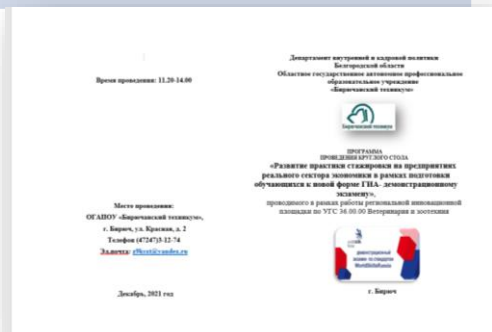 Время проведения: 11.20-14.00
Место проведения:
ОГАПОУ «Бирючанский техникум»,
г. Бирюч, ул. Красная, д. 2
Телефон (47247)3-12-74
Эл.почта:
Декабрь, 2021 год
Департамент внутренней и кадровой политики
Белгородской области
Областное государственное автономное профессиональное
образовательное учреждение
«Бирючанский техникум»
Бирючанский техникум
ПРОГРАММА
ПРОВЕДЕНИЯ КРУГЛОГО СТОЛА
«Развитие практики стажировки на предприятиях
реального сектора экономики в рамках подготовки
обучающихся к новой форме ГИА- демонстрационному
экзамену»,
проводимого в рамках работы региональной инновационной
площадки по УГС 36.00.00 Ветеринария и зоотехния
демонстрационный
экзамен по стандартам
WorldSkillsRussia
г. Бирюч